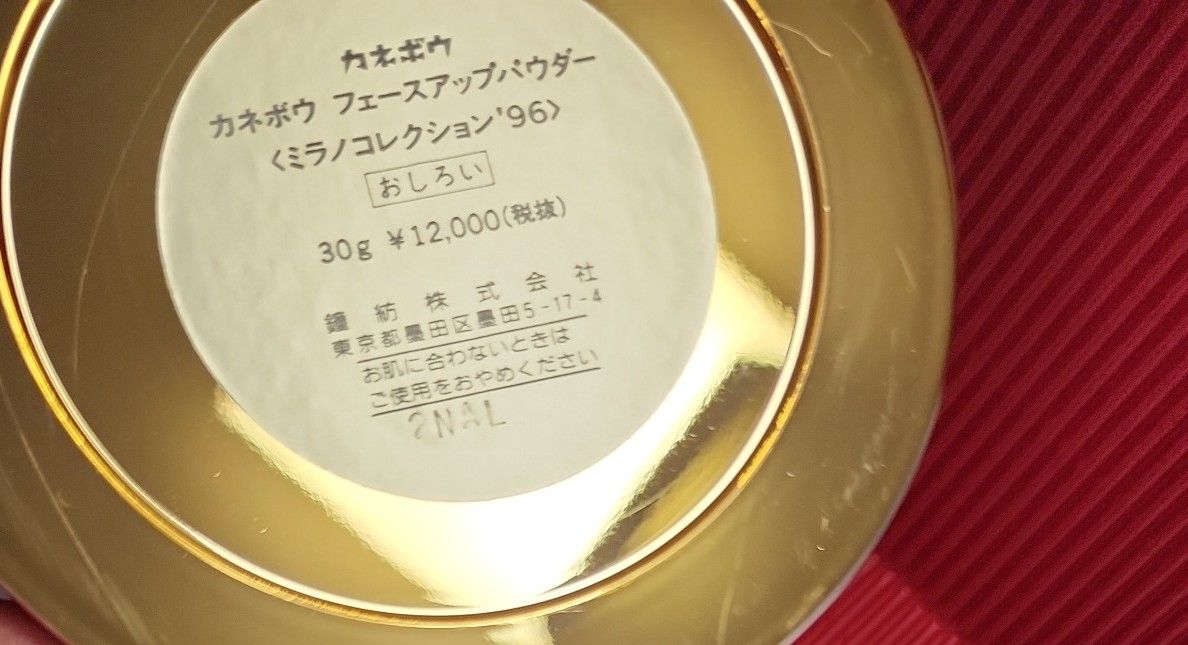 カネボウ
カネボウ フェースアップパウダー
〈ミラノコレクション'96〉
おしろい
30g ￥12,000(税抜)
鐘紡株式会社
東京都墨田区墨田5-17-4
お肌に合わないときは
ご使用をおやめください